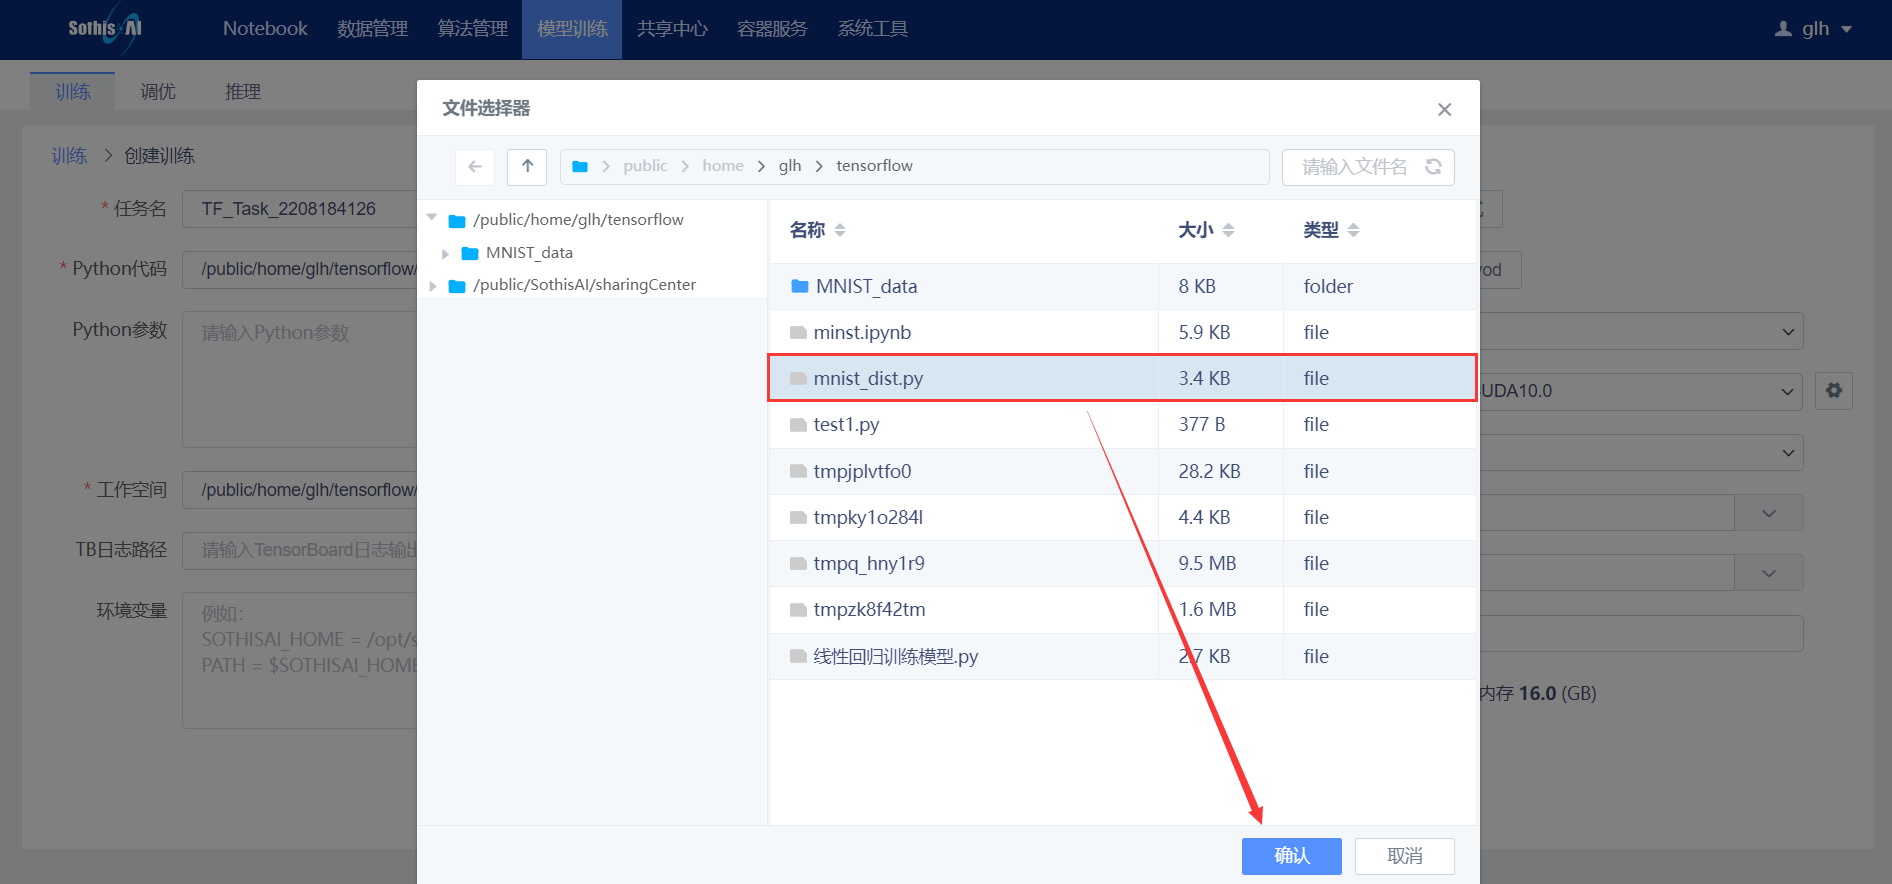 SothisAI
Notebook 数据管理 算法管理 模型训练 共享中心 容器服务 系统工具 glh
训练 调优 推理
训练 > 创建训练
* 任务名 TF_Task_2208184126
* Python代码 /public/home/glh/tensorflow/
Python参数 请输入Python参数
* 工作空间 /public/home/glh/tensorflow/
TB日志路径 请输入TensorBoard日志输出
环境变量 例如:
SOTHISAI_HOME = /opt/s
PATH = $SOTHISAI_HOME
文件选择器
public > home > glh > tensorflow
请输入文件名
/public/home/glh/tensorflow
MNIST_data
/public/SothisAI/sharingCenter
名称 大小 类型
MNIST_data 8 KB folder
minst.ipynb 5.9 KB file
mnist_dist.py 3.4 KB file
test1.py 377 B file
tmpjplvtfo0 28.2 KB file
tmpky1o284l 4.4 KB file
tmpq_hny1r9 9.5 MB file
tmpzk8f42tm 1.6 MB file
线性回归训练模型.py 2.7 KB file
确认 取消
vod
UDA10.0
内存 16.0 (GB)